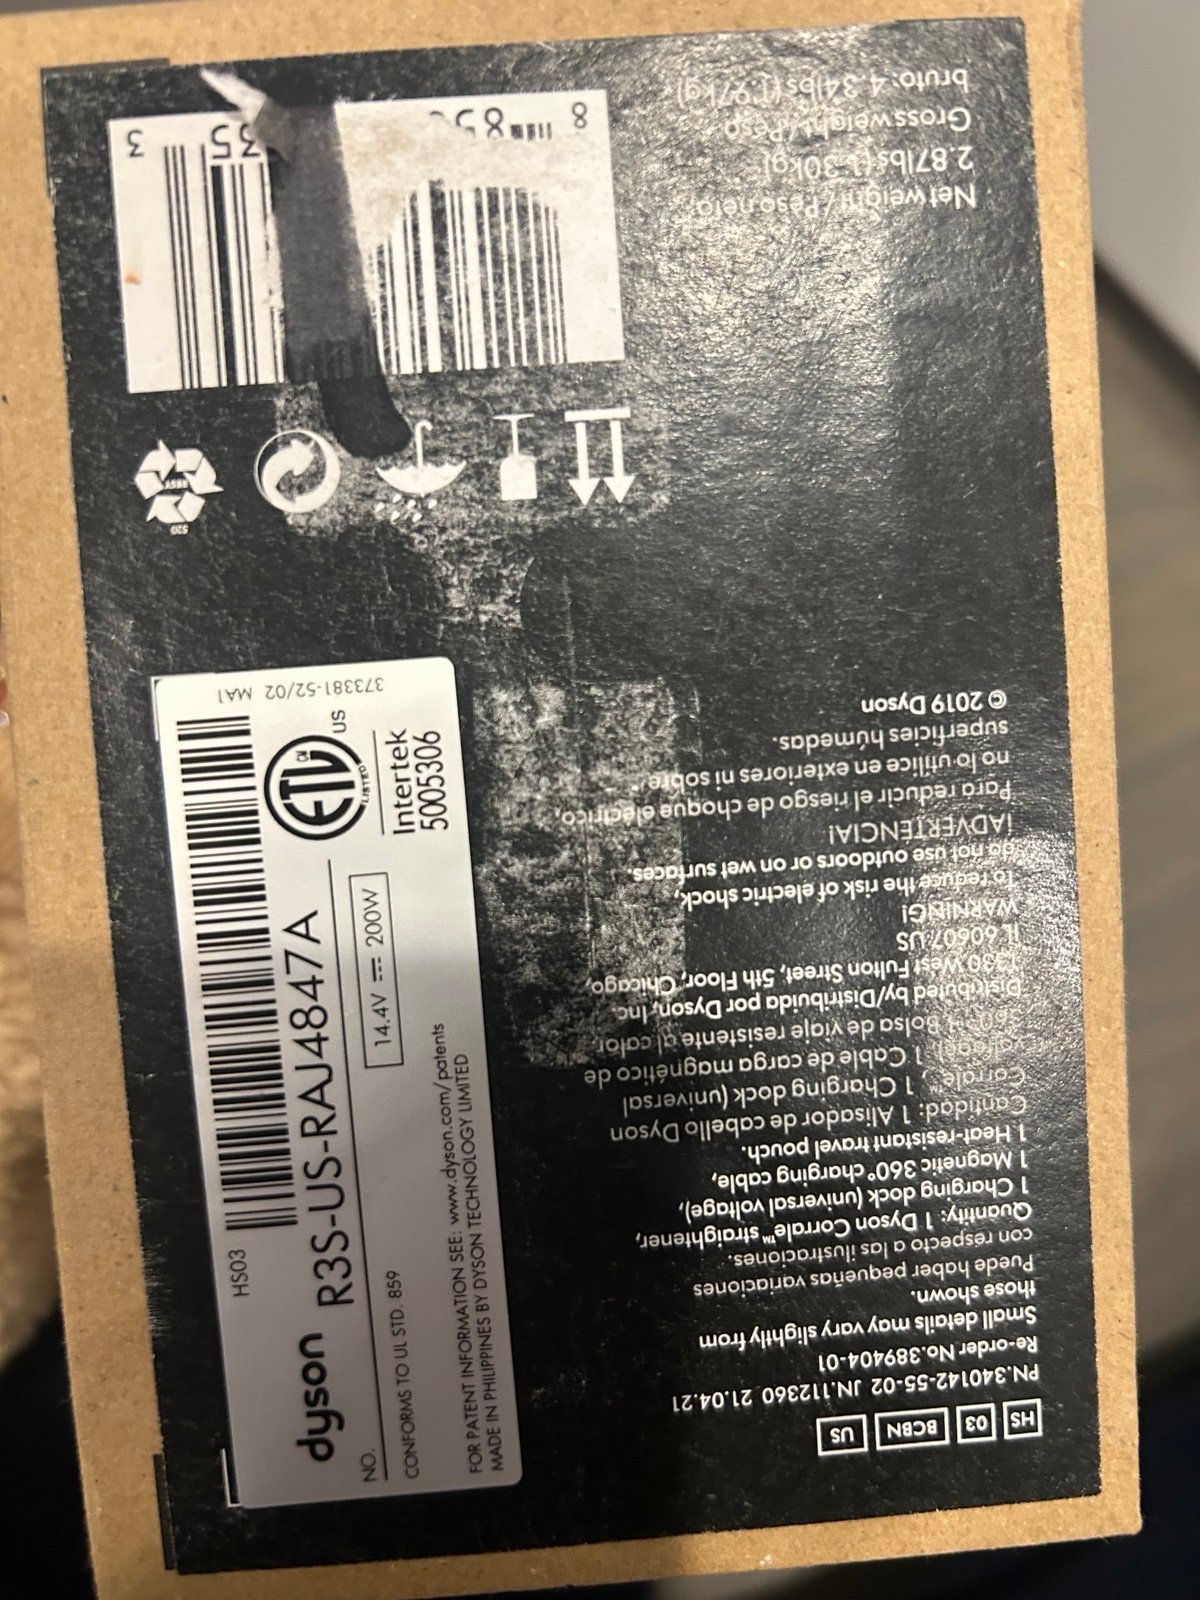 HS 03 BCBN US
PN.340142-55-02 JN.112360 21.04.21
Re-order No.389404-01
Small details may vary slightly from
those shown.
Puede haber pequeñas variaciones
con respecto a las ilustraciones.
Quantity: 1 Dyson Corrale™ straightener,
1 Charging dock (universal voltage),
1 Magnetic 360° charging cable,
1 Heat-resistant travel pouch.
Cantidad: 1 Alisador de cabello Dyson
Corrale™, 1 Charging dock (universal
voltage), 1 Cable de carga magnético de
360°, 1 Bolsa de viaje resistente al calor.
Distributed by/Distribuida por Dyson, Inc.
1330 West Fulton Street, 5th Floor, Chicago,
IL 60607.US
WARNING!
To reduce the risk of electric shock,
do not use outdoors or on wet surfaces.
¡ADVERTENCIA!
Para reducir el riesgo de choque eléctrico,
no lo utilice en exteriores ni sobre
superficies húmedas.
© 2019 Dyson
Net weight/Peso neto
2.87lbs (1.30kg)
Gross weight/Peso
bruto: 4.34lbs (1.97kg)
8 35 3
RESY
HS03
373381-52/02 MA1
dyson R3S-US-RAJ4847A
NO.
CONFORMS TO UL STD. 859
14.4V 200W
ETL CM
LISTED
US
Intertek
5005306
FOR PATENT INFORMATION SEE: www.dyson.com/patents
MADE IN PHILIPPINES BY DYSON TECHNOLOGY LIMITED